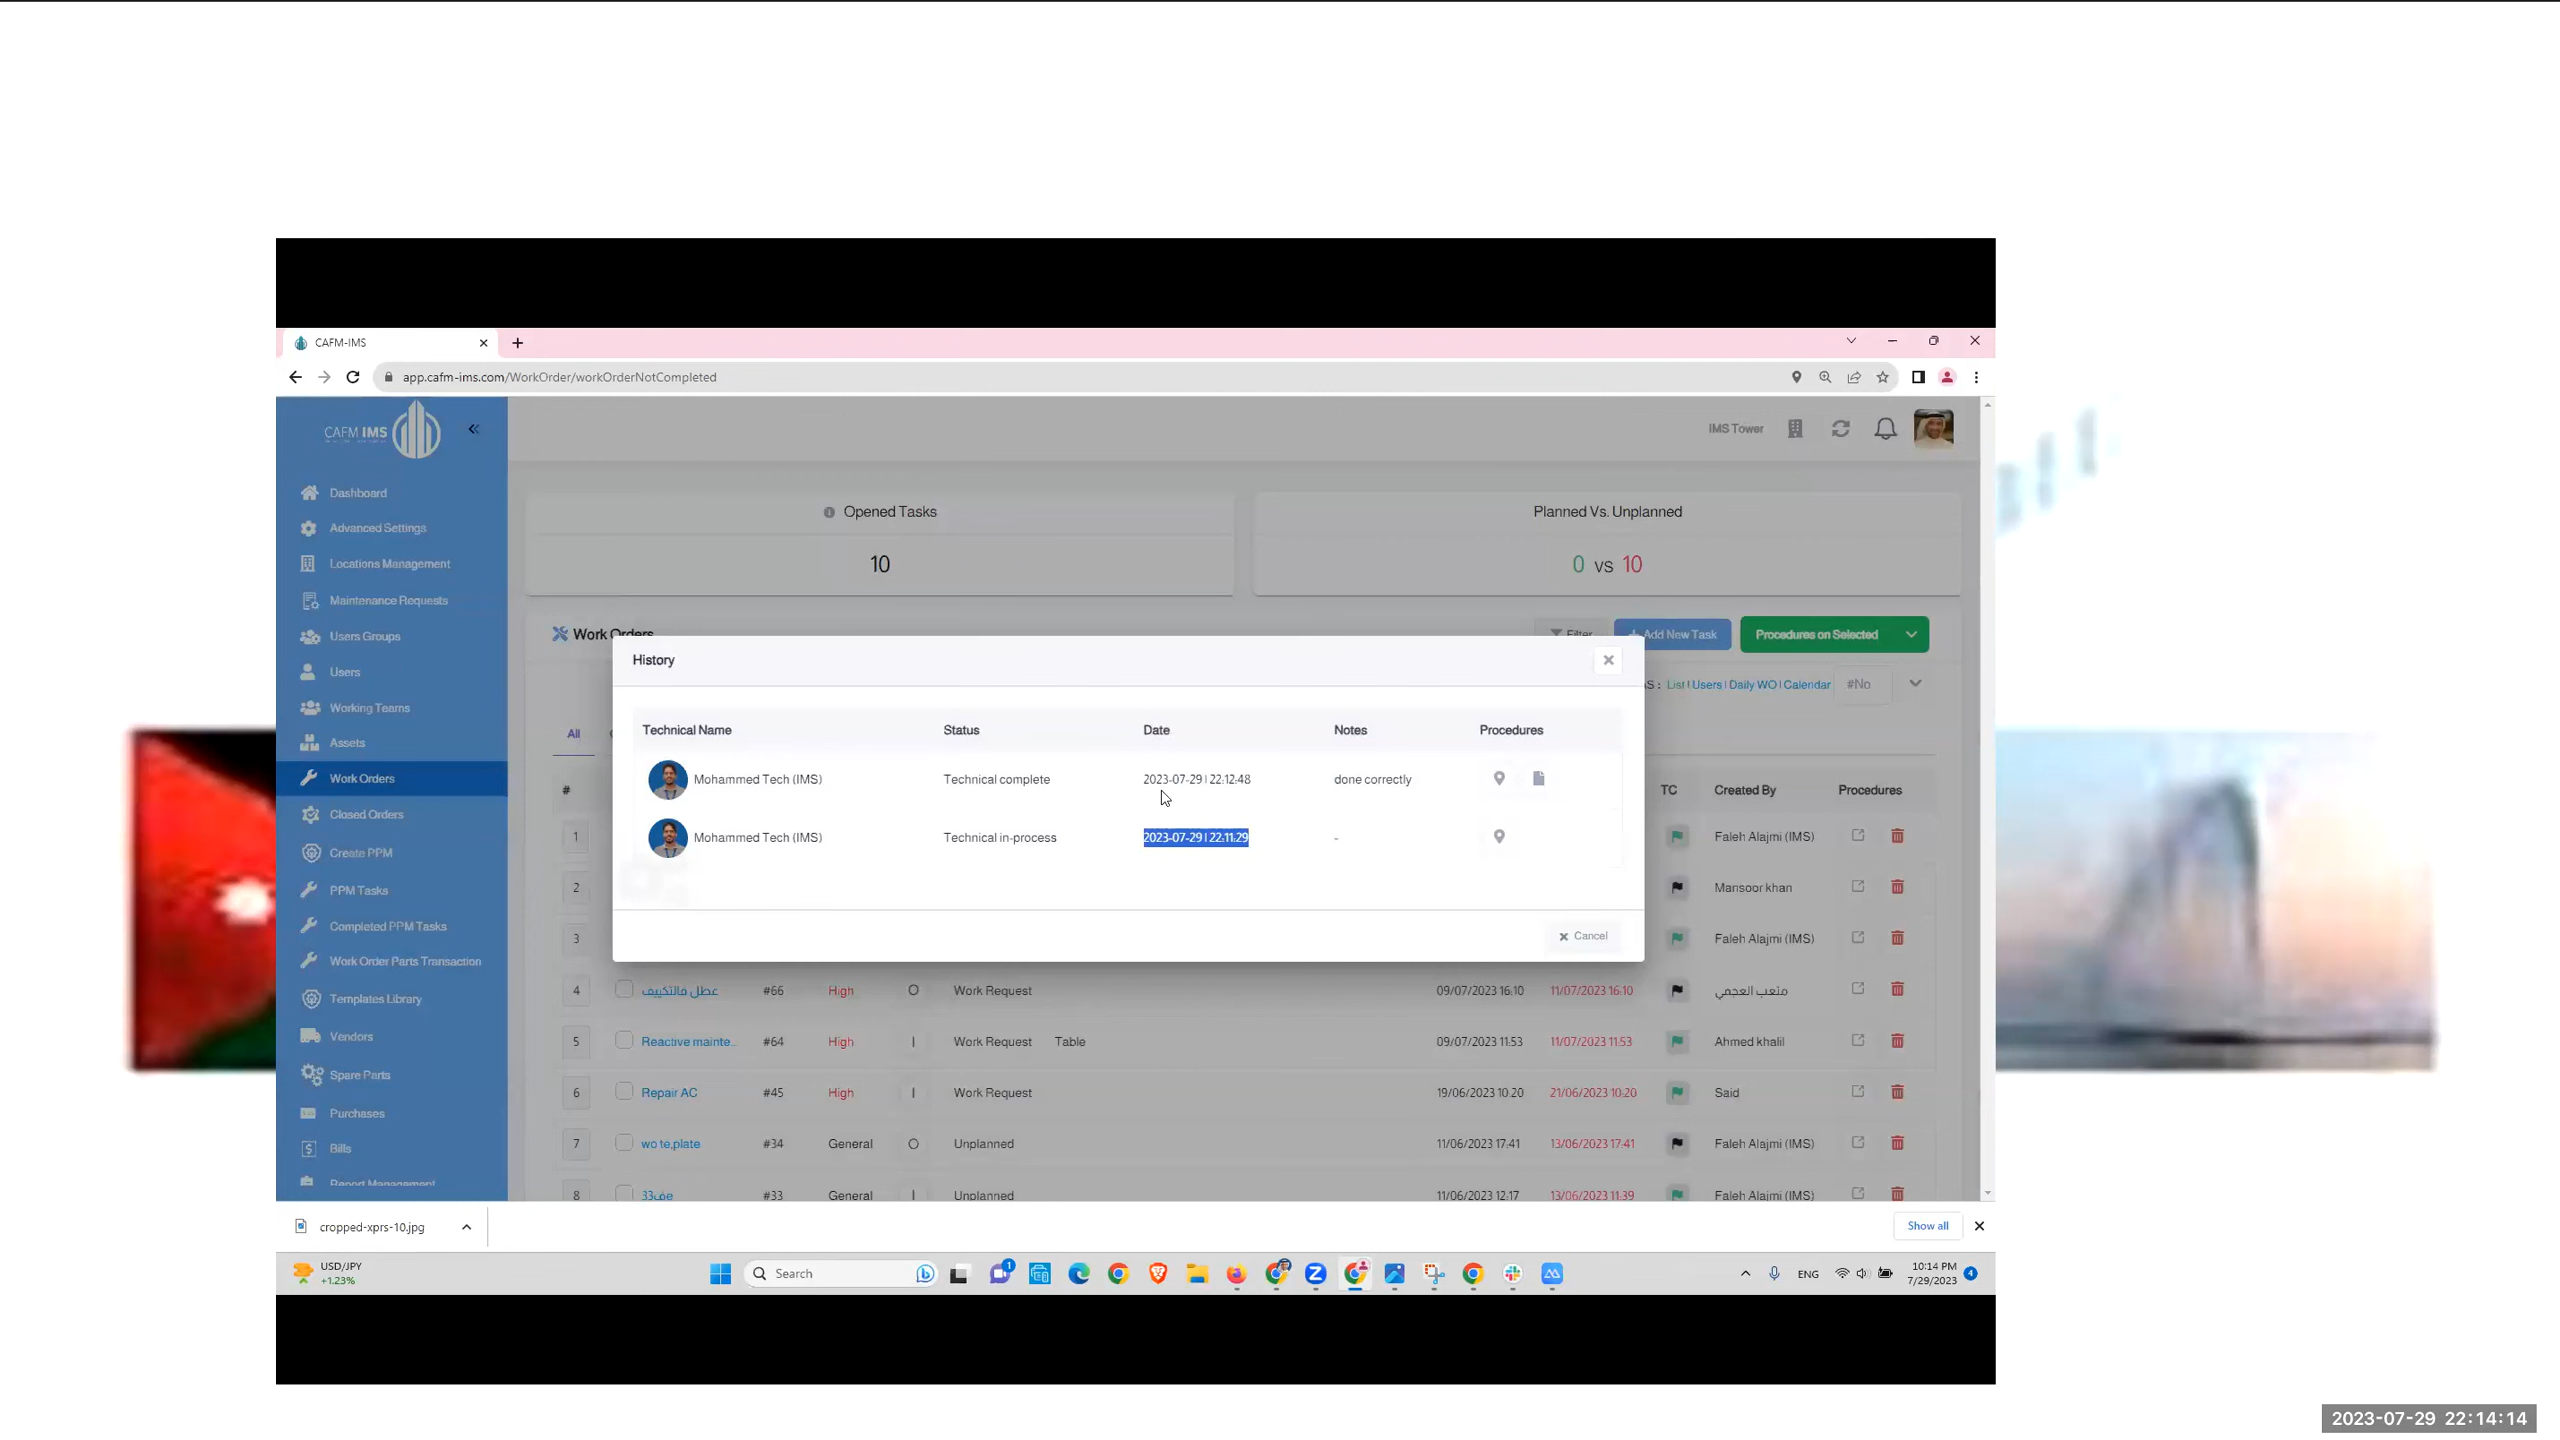 CAFM-IMS
app.cafm-ims.com/WorkOrder/workOrderNotCompleted
CAFM IMS
IMS Tower
Dashboard
Advanced Settings
Locations Management
Maintenance Requests
Users Groups
Users
Working Teams
Assets
Work Orders
Closed Orders
Create PPM
PPM Tasks
Completed PPM Tasks
Work Order Parts Transaction
Templates Library
Vendors
Spare Parts
Purchases
Bills
Report Management
Opened Tasks
10
Planned Vs. Unplanned
0 vs 10
Work Orders
Filter
Add New Task
Procedures on Selected
List | Users | Daily WO | Calendar
#No
All
History
Technical Name Status Date Notes Procedures
Mohammed Tech (IMS) Technical complete 2023-07-29 | 22:12:48 done correctly
Mohammed Tech (IMS) Technical in-process 2023-07-29 | 22:11:29 -
Cancel
# TC Created By Procedures
1 Faleh Alajmi (IMS)
2 Mansoor khan
3 Faleh Alajmi (IMS)
4 عطل فالتكييف #66 High O Work Request 09/07/2023 16:10 11/07/2023 16:10 متعب العجمي
5 Reactive mainte... #64 High I Work Request Table 09/07/2023 11:53 11/07/2023 11:53 Ahmed khalil
6 Repair AC #45 High I Work Request 19/06/2023 10:20 21/06/2023 10:20 Said
7 wo te,plate #34 General O Unplanned 11/06/2023 17:41 13/06/2023 17:41 Faleh Alajmi (IMS)
8 #33 General I Unplanned 11/06/2023 12:17 13/06/2023 11:39 Faleh Alajmi (IMS)
cropped-xprs-10.jpg
Show all
USD/JPY
+1.23%
Search
1
ENG
10:14 PM
7/29/2023
4
2023-07-29 22:14:14